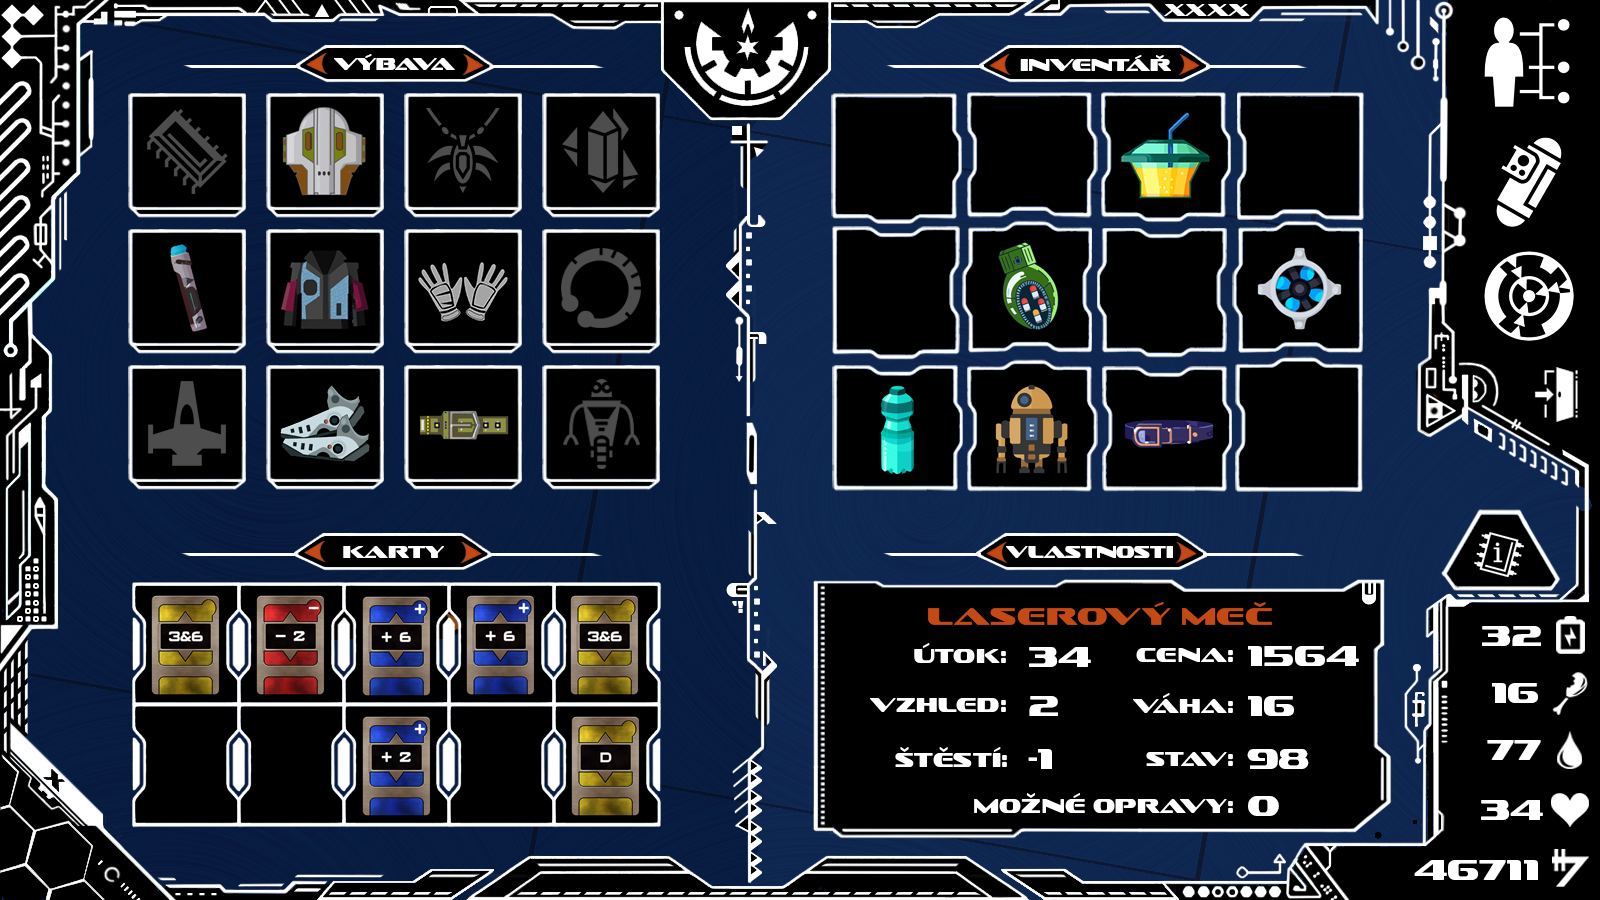 XXXX
VÝBAVA
INVENTÁŘ
KARTY
3&6
- 2
+ 6
+ 6
3&6
+ 2
D
VLASTNOSTI
LASEROVÝ MEČ
ÚTOK: 34 CENA: 1564
VZHLED: 2 VÁHA: 16
ŠTĚSTÍ: -1 STAV: 98
MOŽNÉ OPRAVY: 0
i
32
16
77
34
46711